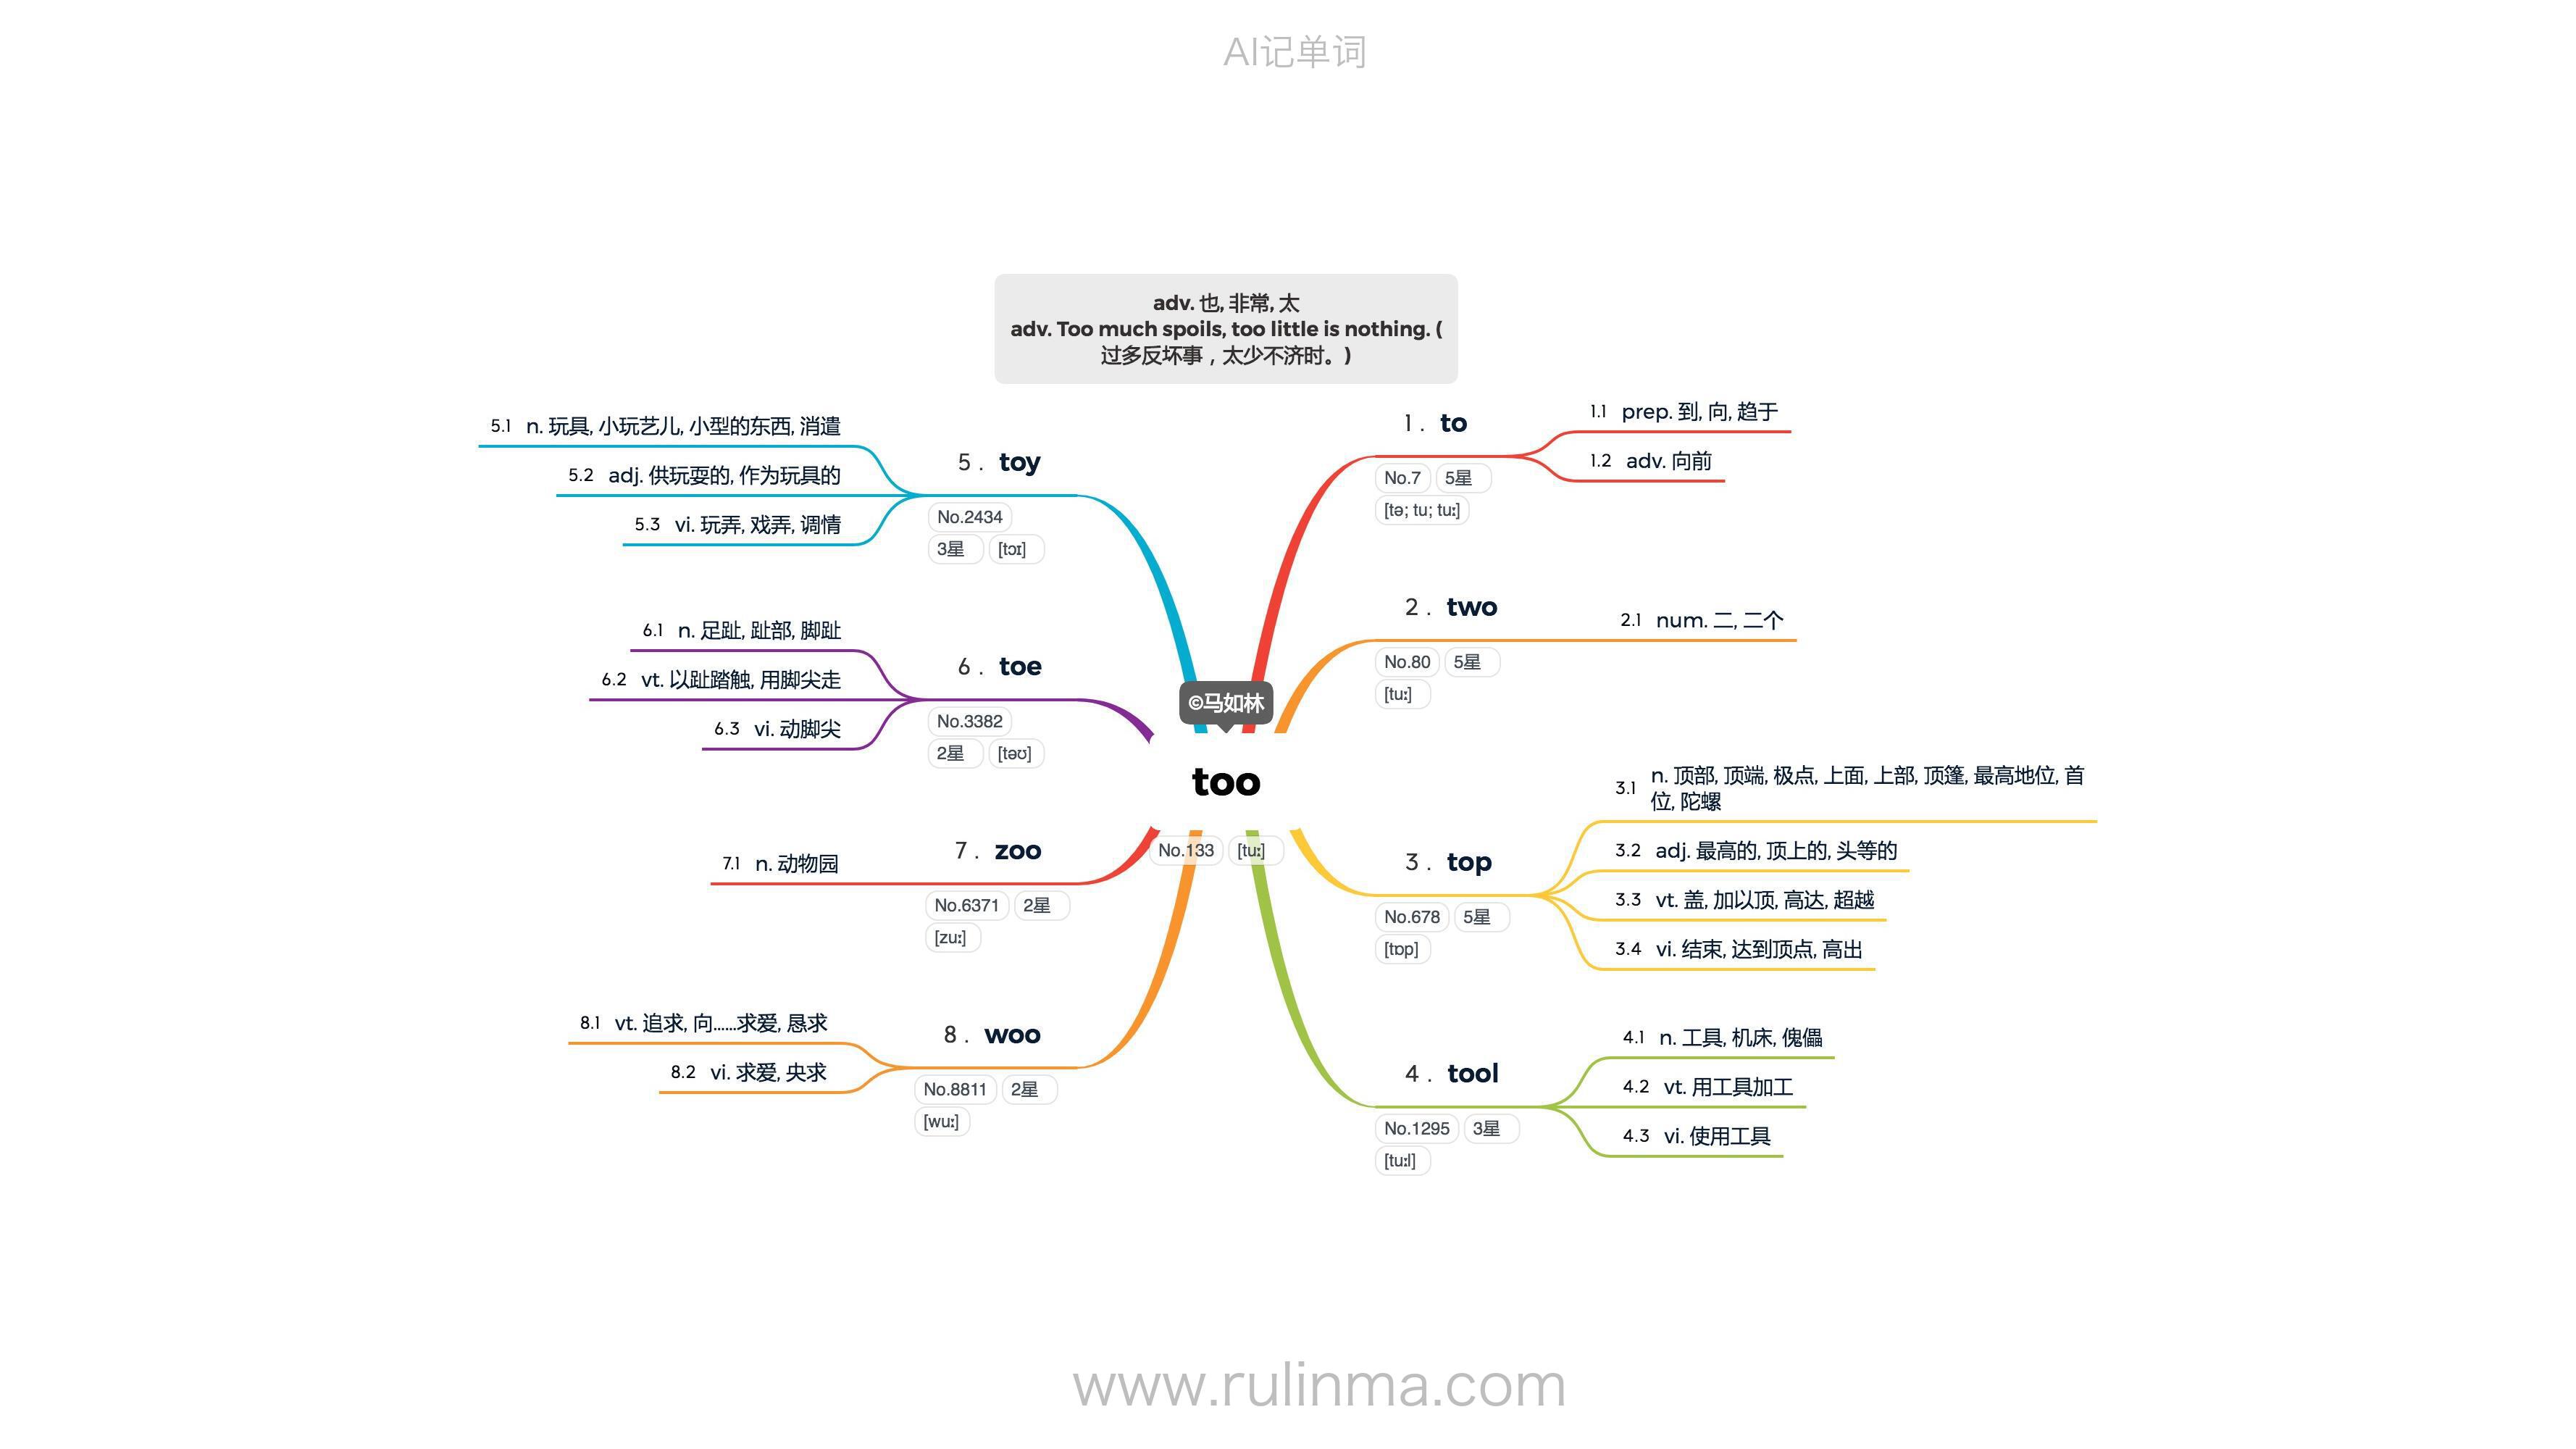 AI记单词
adv. 也, 非常, 太
adv. Too much spoils, too little is nothing. (
过多反坏事，太少不济时。)
©马如林
too
No.133 [tuː]
1. to
No.7 5星
[tə; tu; tuː]
1.1 prep. 到, 向, 趋于
1.2 adv. 向前
2. two
No.80 5星
[tuː]
2.1 num. 二, 二个
3. top
No.678 5星
[tɒp]
3.1 n. 顶部, 顶端, 极点, 上面, 上部, 顶篷, 最高地位, 首
位, 陀螺
3.2 adj. 最高的, 顶上的, 头等的
3.3 vt. 盖, 加以顶, 高达, 超越
3.4 vi. 结束, 达到顶点, 高出
4. tool
No.1295 3星
[tuːl]
4.1 n. 工具, 机床, 傀儡
4.2 vt. 用工具加工
4.3 vi. 使用工具
5. toy
No.2434
3星 [tɔɪ]
5.1 n. 玩具, 小玩艺儿, 小型的东西, 消遣
5.2 adj. 供玩耍的, 作为玩具的
5.3 vi. 玩弄, 戏弄, 调情
6. toe
No.3382
2星 [təʊ]
6.1 n. 足趾, 趾部, 脚趾
6.2 vt. 以趾踏触, 用脚尖走
6.3 vi. 动脚尖
7. zoo
No.6371 2星
[zuː]
7.1 n. 动物园
8. woo
No.8811 2星
[wuː]
8.1 vt. 追求, 向......求爱, 恳求
8.2 vi. 求爱, 央求
www.rulinma.com